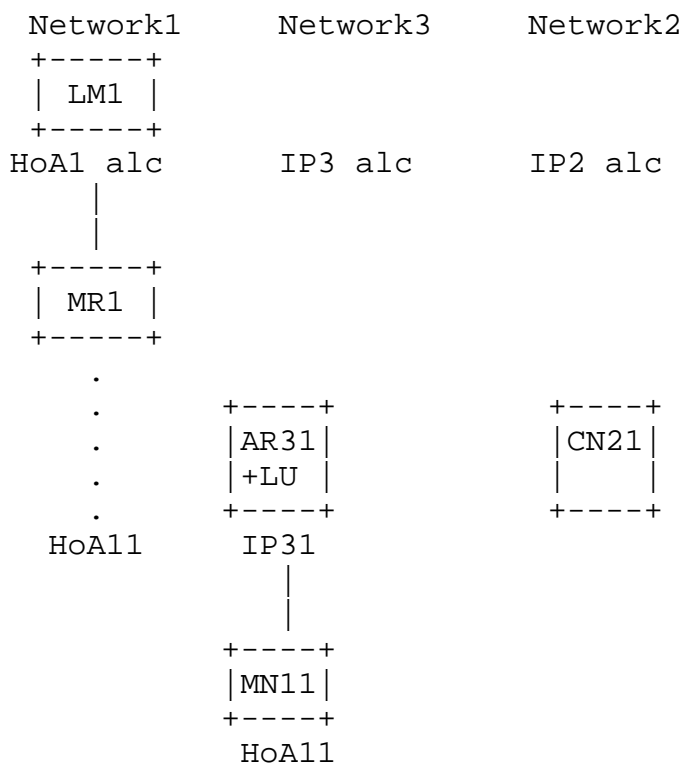 Network1       Network3       Network2
+-----+
| LM1 |
+-----+
HoA1 alc       IP3 alc       IP2 alc
|
|
+-----+
| MR1 |
+-----+
.
.       +----+       +----+
.       |AR31|       |CN21|
.       |+LU |       |    |
.       +----+       +----+
HoA11       IP31
|
|
+----+
|MN11|
+----+
HoA11